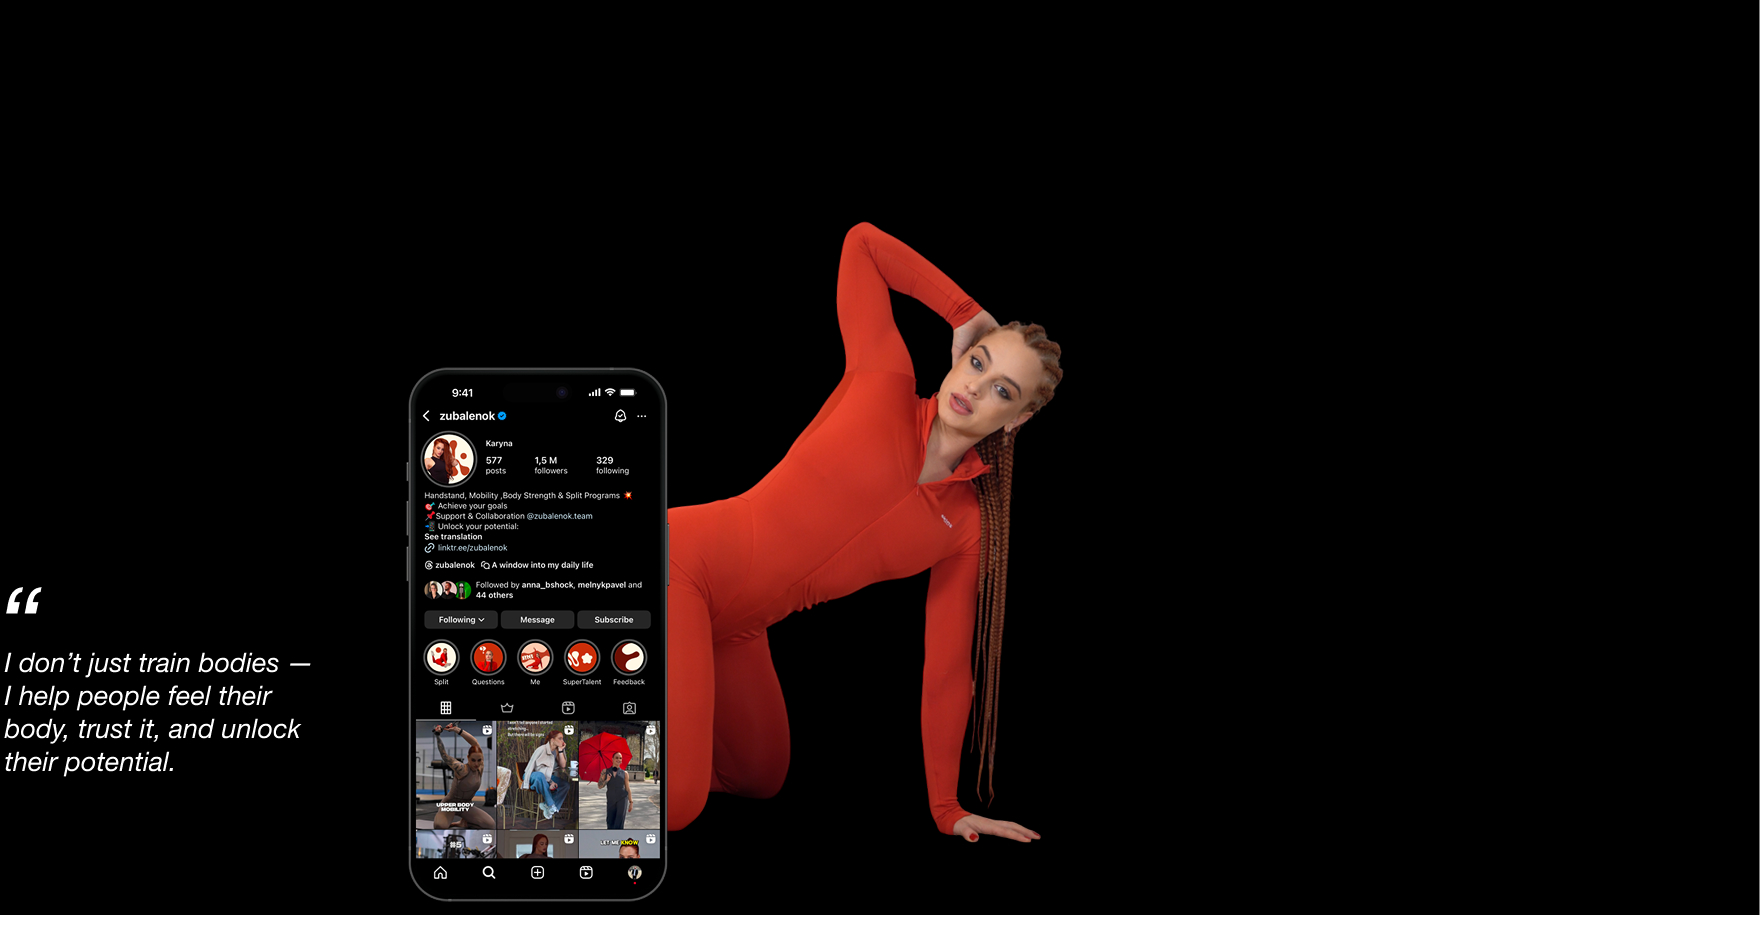 “
I don’t just train bodies —
I help people feel their
body, trust it, and unlock
their potential.
9:41
zubalenok
Karyna
577 1,5 M 329
posts followers following
Handstand, Mobility ,Body Strength & Split Programs
Achieve your goals
Support & Collaboration @zubalenok.team
Unlock your potential:
See translation
linktr.ee/zubalenok
zubalenok A window into my daily life
Followed by anna_bshock, melnykpavel and
44 others
Following Message Subscribe
Split Questions Me SuperTalent Feedback
stretching...
UPPER BODY
MOBILITY
#5
LET ME KNOW